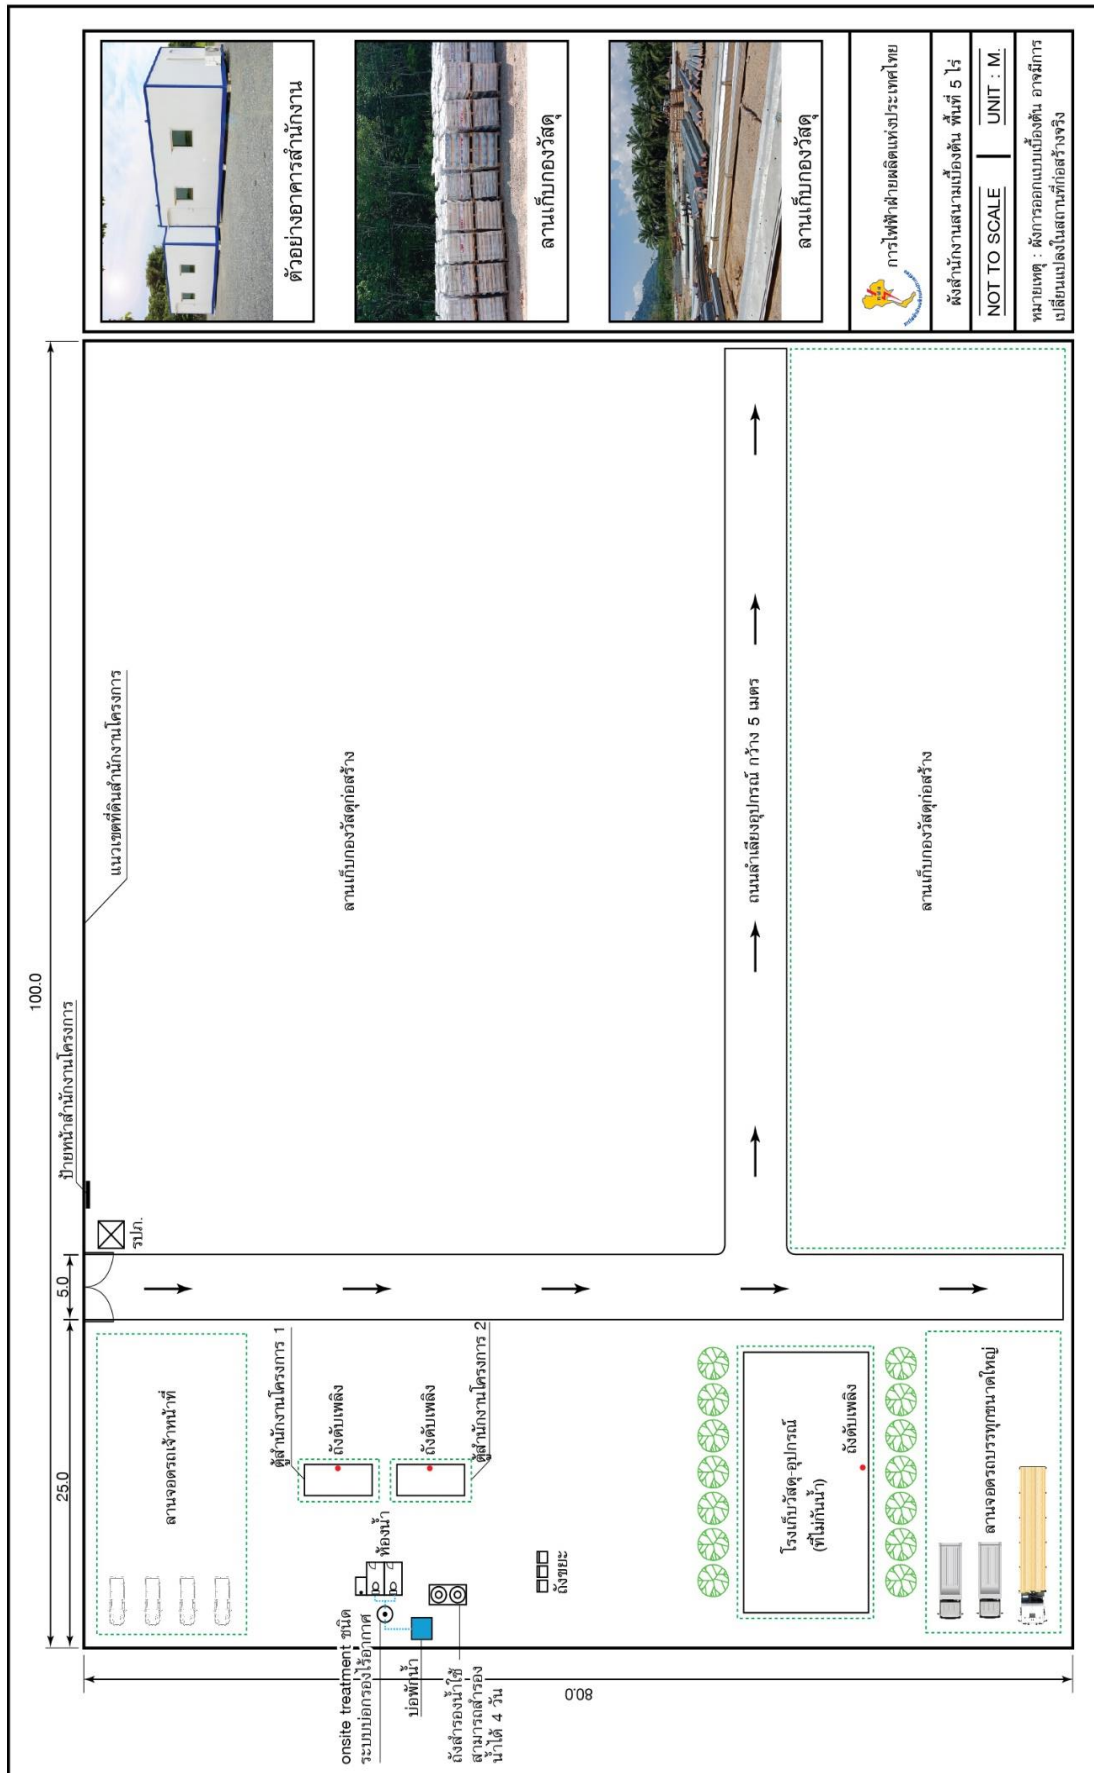 100.0
5.0
25.0
80.0
ป้ายหน้าสำนักงานโครงการ
แนวเขตที่ดินสำนักงานโครงการ
รปภ.
ลานจอดรถเจ้าหน้าที่
ตู้สำนักงานโครงการ 1
ถังดับเพลิง
ถังดับเพลิง
ตู้สำนักงานโครงการ 2
ห้องน้ำ
onsite treatment ชนิด
ระบบบ่อกรองไร้อากาศ
บ่อพักน้ำ
ถังสำรองน้ำใช้
สามารถสำรอง
น้ำได้ 4 วัน
ถังขยะ
ลานเก็บกองวัสดุก่อสร้าง
ถนนลำเลียงอุปกรณ์ กว้าง 5 เมตร
ลานเก็บกองวัสดุก่อสร้าง
โรงเก็บวัสดุ-อุปกรณ์
(ที่ไม่กันน้ำ)
ถังดับเพลิง
ลานจอดรถบรรทุกขนาดใหญ่
ตัวอย่างอาคารสำนักงาน
ลานเก็บกองวัสดุ
ลานเก็บกองวัสดุ
การไฟฟ้าฝ่ายผลิตแห่งประเทศไทย
ผังสำนักงานสนามเบื้องต้น พื้นที่ 5 ไร่
NOT TO SCALE
UNIT : M.
หมายเหตุ : ผังการออกแบบเบื้องต้น อาจมีการ
เปลี่ยนแปลงในสถานที่ก่อสร้างจริง